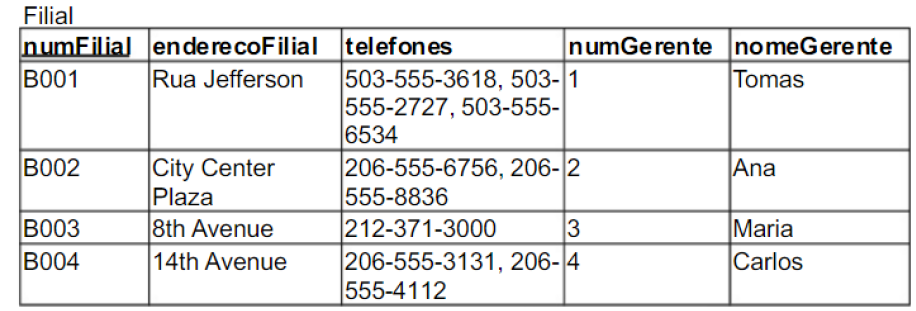 Filial
numFilial enderecoFilial telefones numGerente nomeGerente
B001 Rua Jefferson 503-555-3618, 503- 1 Tomas
555-2727, 503-555-
6534
B002 City Center 206-555-6756, 206- 2 Ana
Plaza 555-8836
B003 8th Avenue 212-371-3000 3 Maria
B004 14th Avenue 206-555-3131, 206- 4 Carlos
555-4112